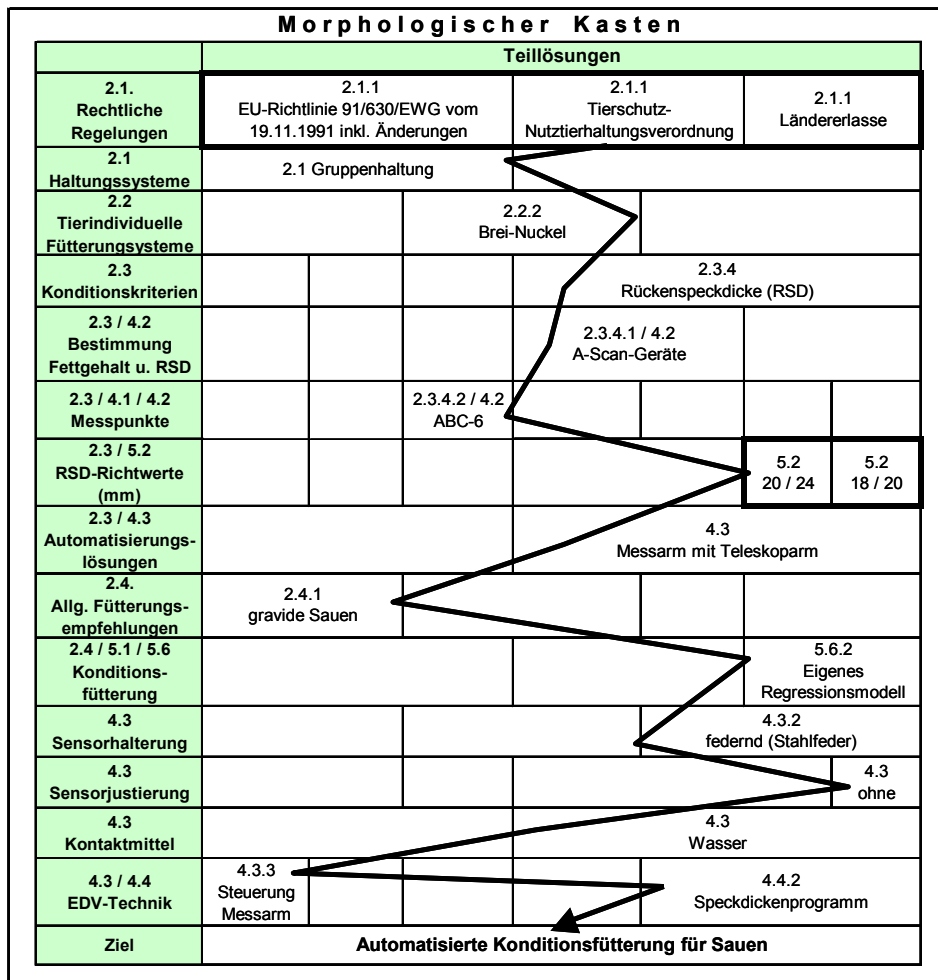 Morphologischer Kasten
Teillösungen
2.1.
Rechtliche
Regelungen
2.1.1
EU-Richtlinie 91/630/EWG vom
19.11.1991 inkl. Änderungen
2.1.1
Tierschutz-
Nutztierhaltungsverordnung
2.1.1
Ländererlasse
2.1
Haltungssysteme
2.1 Gruppenhaltung
2.2
Tierindividuelle
Fütterungsysteme
2.2.2
Brei-Nuckel
2.3
Konditionskriterien
2.3.4
Rückenspeckdicke (RSD)
2.3 / 4.2
Bestimmung
Fettgehalt u. RSD
2.3.4.1 / 4.2
A-Scan-Geräte
2.3 / 4.1 / 4.2
Messpunkte
2.3.4.2 / 4.2
ABC-6
2.3 / 5.2
RSD-Richtwerte
(mm)
5.2
20 / 24
5.2
18 / 20
2.3 / 4.3
Automatisierungs-
lösungen
4.3
Messarm mit Teleskoparm
2.4.
Allg. Fütterungs-
empfehlungen
2.4.1
gravide Sauen
2.4 / 5.1 / 5.6
Konditions-
fütterung
5.6.2
Eigenes
Regressionsmodell
4.3
Sensorhalterung
4.3.2
federnd (Stahlfeder)
4.3
Sensorjustierung
4.3
ohne
4.3
Kontaktmittel
4.3
Wasser
4.3 / 4.4
EDV-Technik
4.3.3
Steuerung
Messarm
4.4.2
Speckdickenprogramm
Ziel
Automatisierte Konditionsfütterung für Sauen